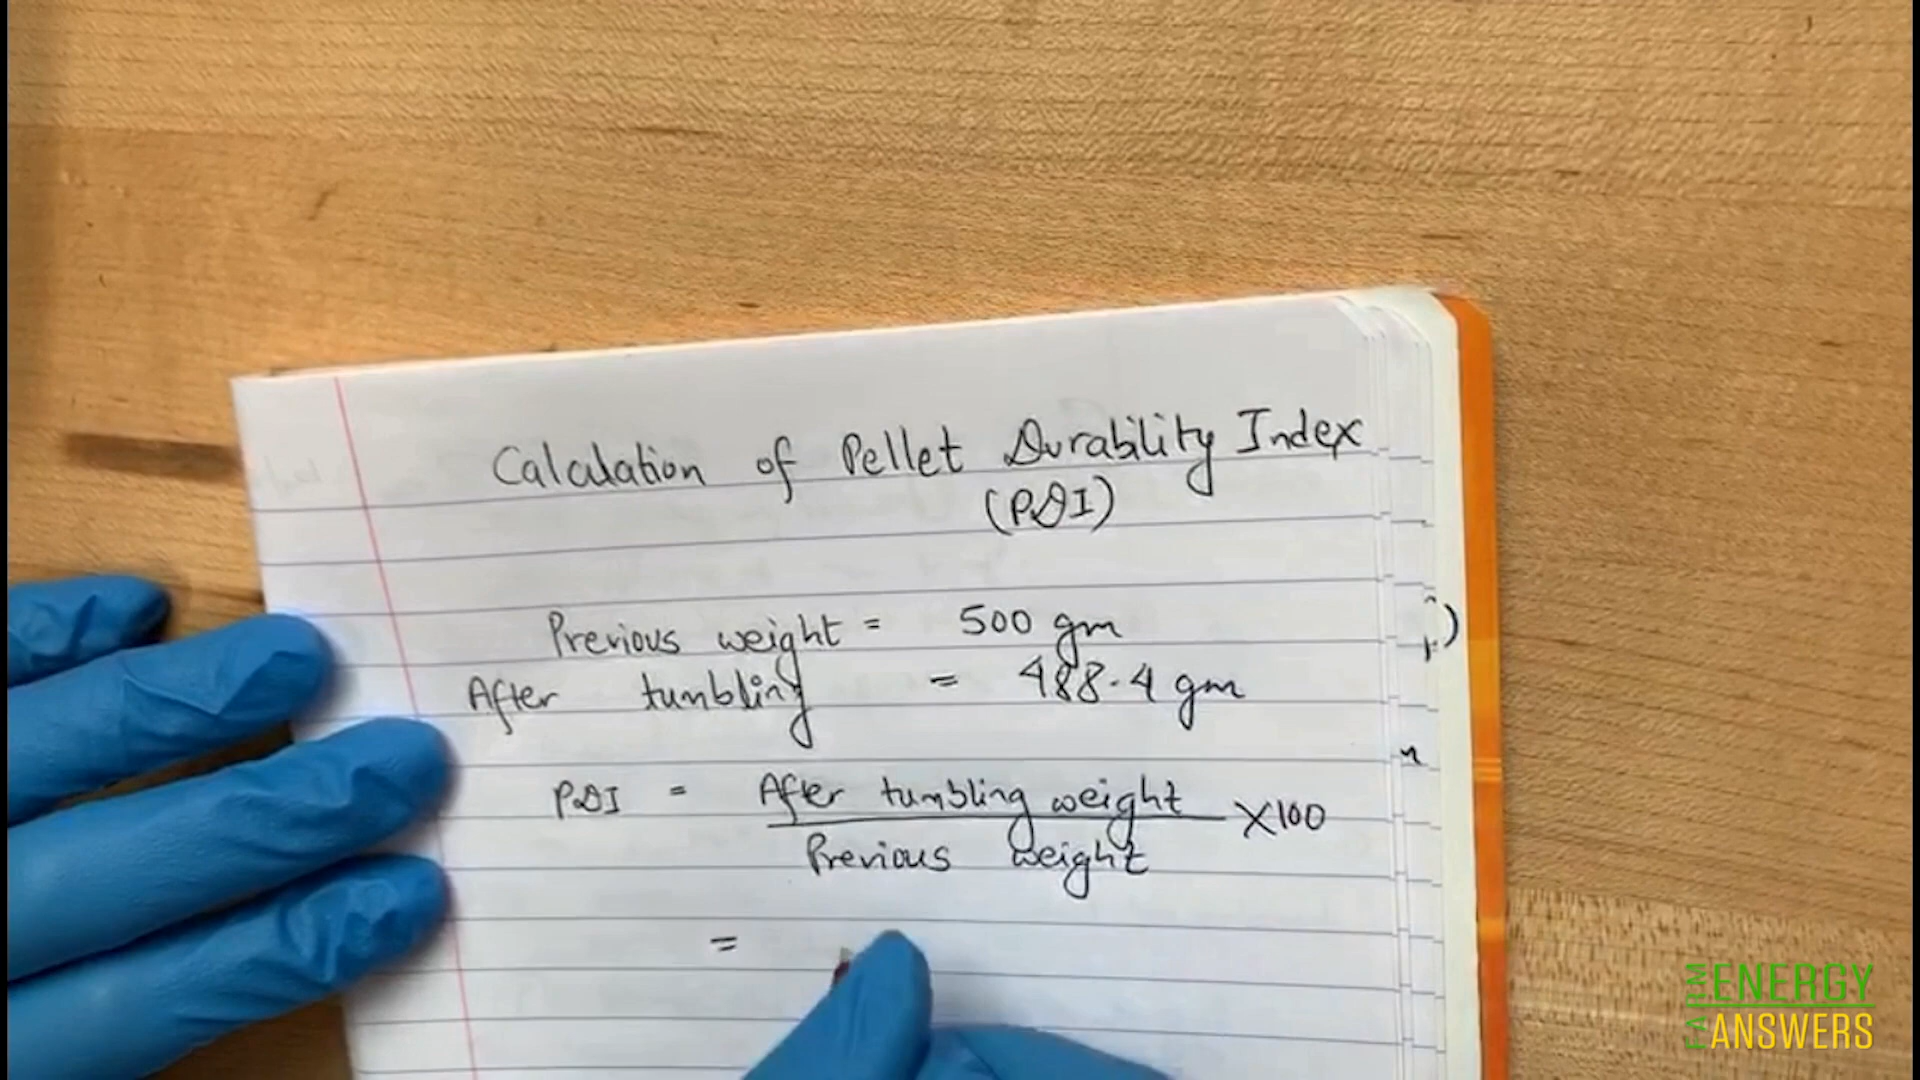 Calculation of Pellet Durability Index
(PDI)
Previous weight = 500 gm
After tumbling = 488.4 gm
PDI = After tumbling weight X100
Previous weight
=
FARM ENERGY
ANSWERS